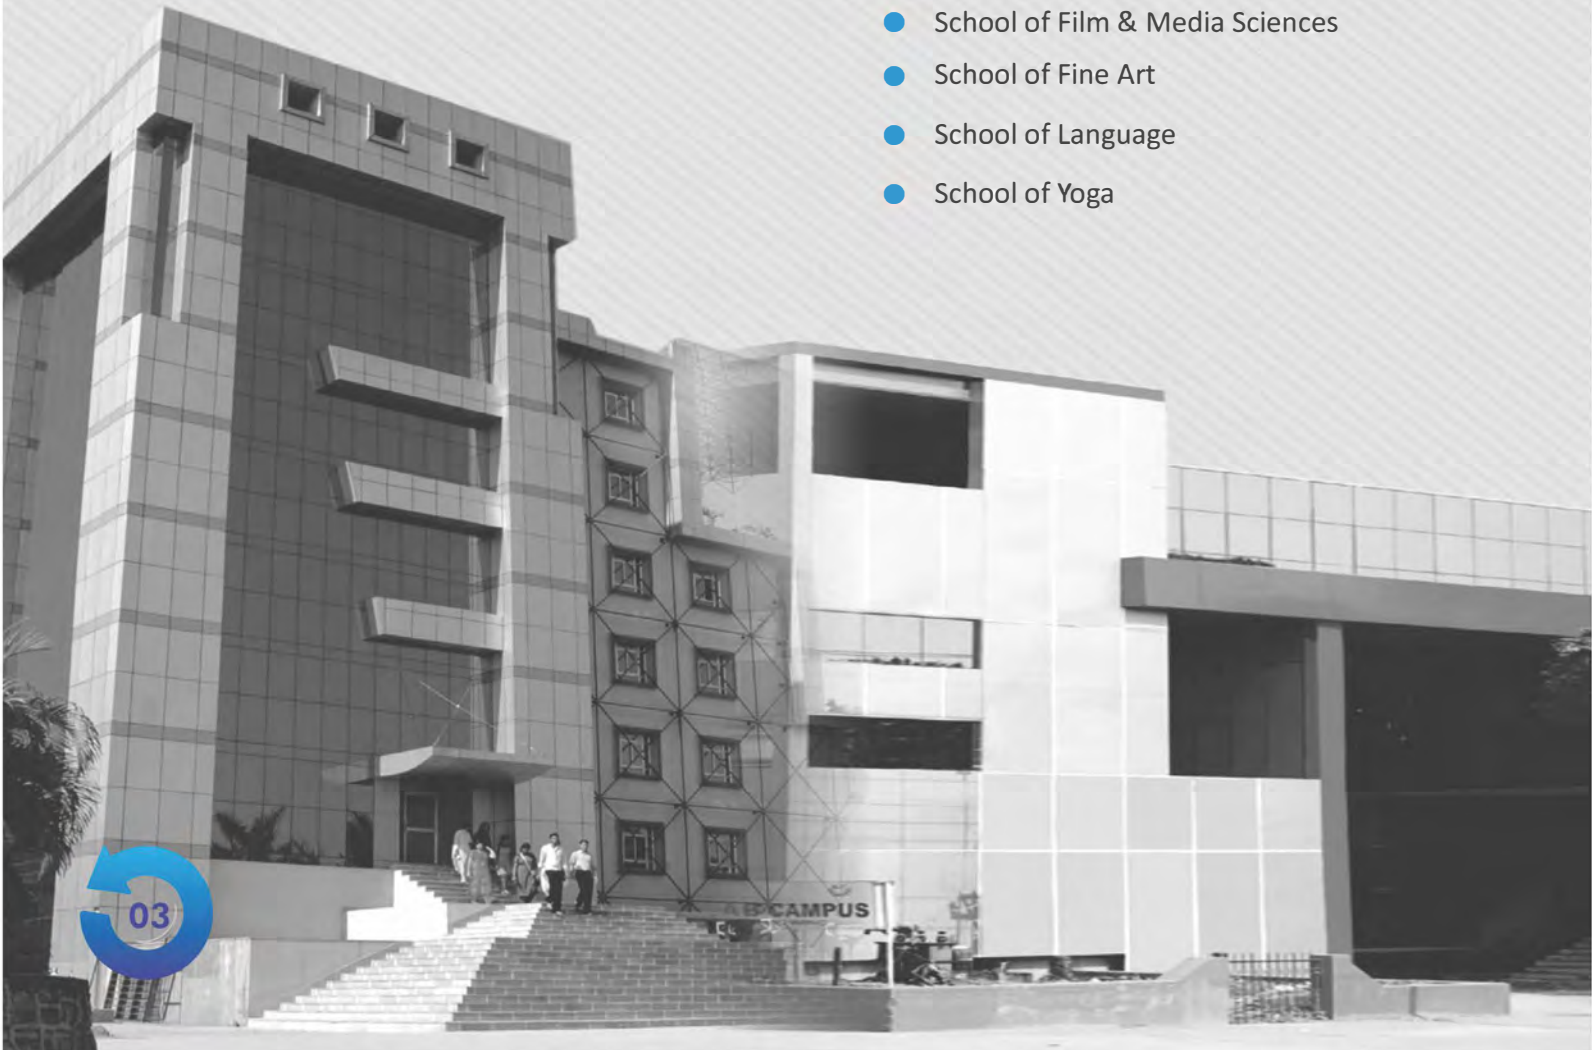 School of Film & Media Sciences
School of Fine Art
School of Language
School of Yoga
03
CAMPUS